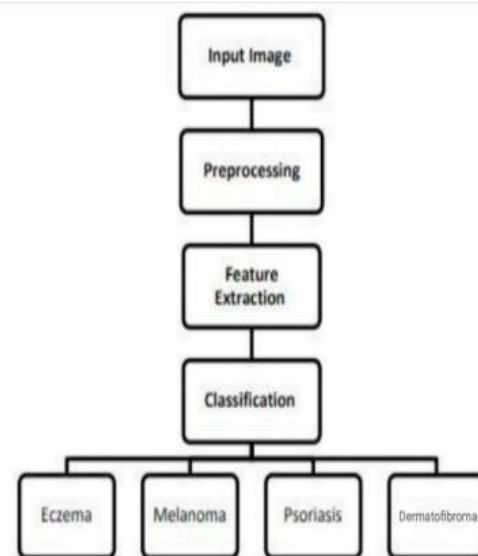 Input Image
Preprocessing
Feature
Extraction
Classification
Eczema
Melanoma
Psoriasis
Dermatofibroma